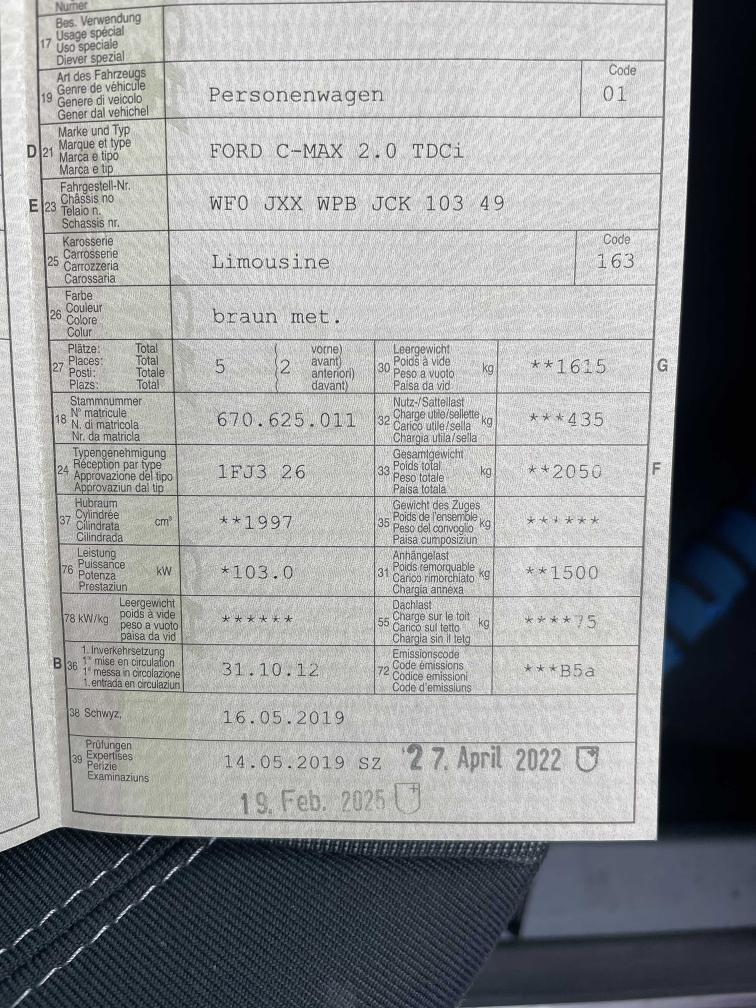 Numer
17 Bes. Verwendung
Usage spécial
Uso speciale
Diever spezial
19 Art des Fahrzeugs
Genre de véhicule
Genere di veicolo
Gener dal vehichel
Personenwagen
Code
01
D 21 Marke und Typ
Marque et type
Marca e tipo
Marca e tip
FORD C-MAX 2.0 TDCi
E 23 Fahrgestell-Nr.
Châssis no
Telaio n.
Schassis nr.
WF0 JXX WPB JCK 103 49
25 Karosserie
Carrosserie
Carrozzeria
Carossaria
Limousine
Code
163
26 Farbe
Couleur
Colore
Colur
braun met.
27 Plätze: Total
Places: Total
Posti: Totale
Plazs: Total
5 (2 vorne)
avant)
anteriori)
davant)
30 Leergewicht
Poids à vide
Peso a vuoto
Paisa da vid
kg
**1615
G
18 Stammnummer
N° matricule
N. di matricola
Nr. da matricla
670.625.011
32 Nutz-/Sattellast
Charge utile/sellette
Carico utile/sella
Chargia utila/sella
kg
***435
24 Typengenehmigung
Réception par type
Approvazione del tipo
Approvaziun dal tip
1FJ3 26
33 Gesamtgewicht
Poids total
Peso totale
Paisa totala
kg
**2050
F
37 Hubraum
Cylindrée
Cilindrata
Cilindrada
cm³
**1997
35 Gewicht des Zuges
Poids de l'ensemble
Peso del convoglio
Paisa cumposiziun
kg
******
76 Leistung
Puissance
Potenza
Prestaziun
kW
*103.0
31 Anhängelast
Poids remorquable
Carico rimorchiato
Chargia annexa
kg
**1500
78 kW/kg Leergewicht
poids à vide
peso a vuoto
paisa da vid
******
55 Dachlast
Charge sur le toit
Carico sul tetto
Chargia sin il tetg
kg
****75
B 36 1. Inverkehrsetzung
1re mise en circulation
1a messa in circolazione
1. entrada en circulaziun
31.10.12
72 Emissionscode
Code émissions
Codice emissioni
Code d'emissiuns
***B5a
38 Schwyz,
16.05.2019
39 Prüfungen
Expertises
Perizie
Examinaziuns
14.05.2019 SZ 27. April 2022
19. Feb. 2025